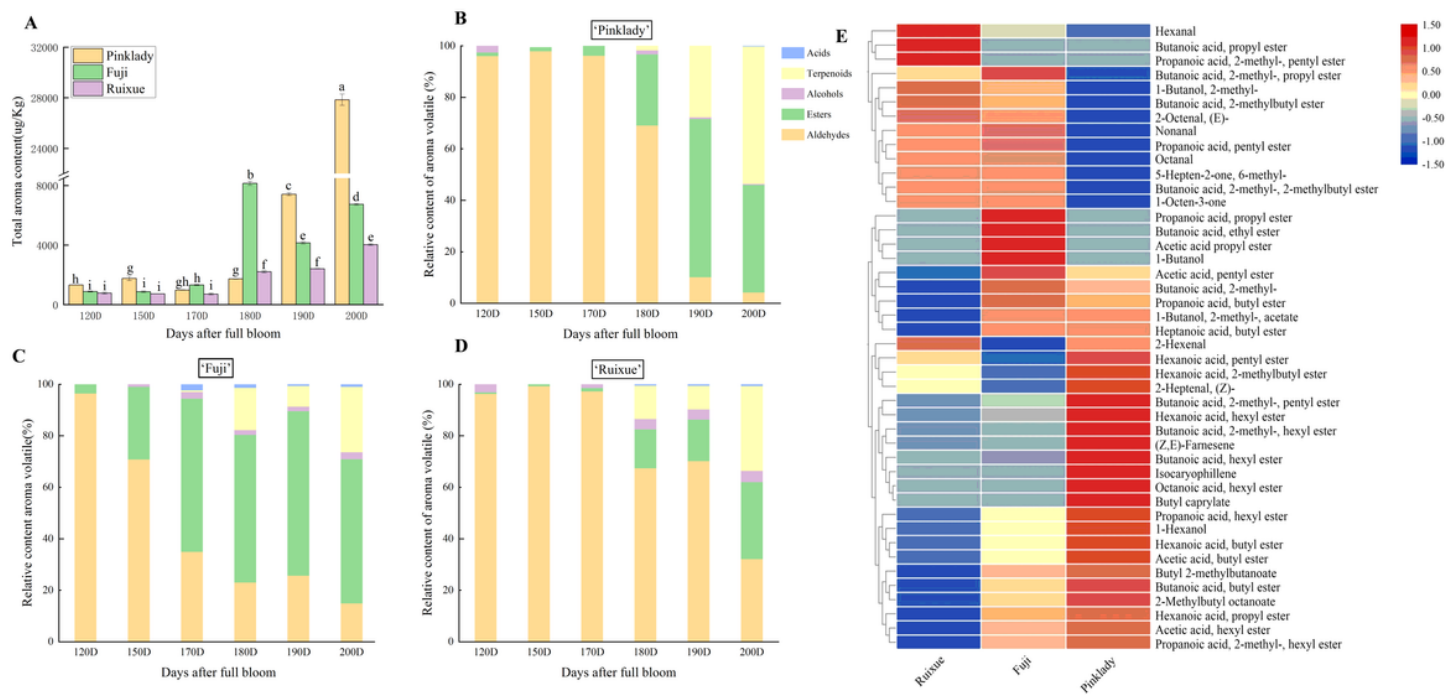 A
Total aroma content(ug/Kg)
32000
28000
24000
8000
4000
0
Pinklady
Fuji
Ruixue
h i i
g i i
gh h i
g b f
c e f
a d e
120D 150D 170D 180D 190D 200D
Days after full bloom
B
'Pinklady'
Relative content of aroma volatile (%)
100
80
60
40
20
0
120D 150D 170D 180D 190D 200D
Days after full bloom
Acids
Terpenoids
Alcohols
Esters
Aldehydes
C
'Fuji'
Relative content aroma volatile(%)
100
80
60
40
20
0
120D 150D 170D 180D 190D 200D
Days after full bloom
D
'Ruixue'
Relative content of aroma volatile (%)
100
80
60
40
20
0
120D 150D 170D 180D 190D 200D
Days after full bloom
E
Hexanal
Butanoic acid, propyl ester
Propanoic acid, 2-methyl-, pentyl ester
Butanoic acid, 2-methyl-, propyl ester
1-Butanol, 2-methyl-
Butanoic acid, 2-methylbutyl ester
2-Octenal, (E)-
Nonanal
Propanoic acid, pentyl ester
Octanal
5-Hepten-2-one, 6-methyl-
Butanoic acid, 2-methyl-, 2-methylbutyl ester
1-Octen-3-one
Propanoic acid, propyl ester
Butanoic acid, ethyl ester
Acetic acid propyl ester
1-Butanol
Acetic acid, pentyl ester
Butanoic acid, 2-methyl-
Propanoic acid, butyl ester
1-Butanol, 2-methyl-, acetate
Heptanoic acid, butyl ester
2-Hexenal
Hexanoic acid, pentyl ester
Hexanoic acid, 2-methylbutyl ester
2-Heptenal, (Z)-
Butanoic acid, 2-methyl-, pentyl ester
Hexanoic acid, hexyl ester
Butanoic acid, 2-methyl-, hexyl ester
(Z,E)-Farnesene
Butanoic acid, hexyl ester
Isocaryophillene
Octanoic acid, hexyl ester
Butyl caprylate
Propanoic acid, hexyl ester
1-Hexanol
Hexanoic acid, butyl ester
Acetic acid, butyl ester
Butyl 2-methylbutanoate
Butanoic acid, butyl ester
2-Methylbutyl octanoate
Hexanoic acid, propyl ester
Acetic acid, hexyl ester
Propanoic acid, 2-methyl-, hexyl ester
Ruixue
Fuji
Pinklady
1.50
1.00
0.50
0.00
-0.50
-1.00
-1.50